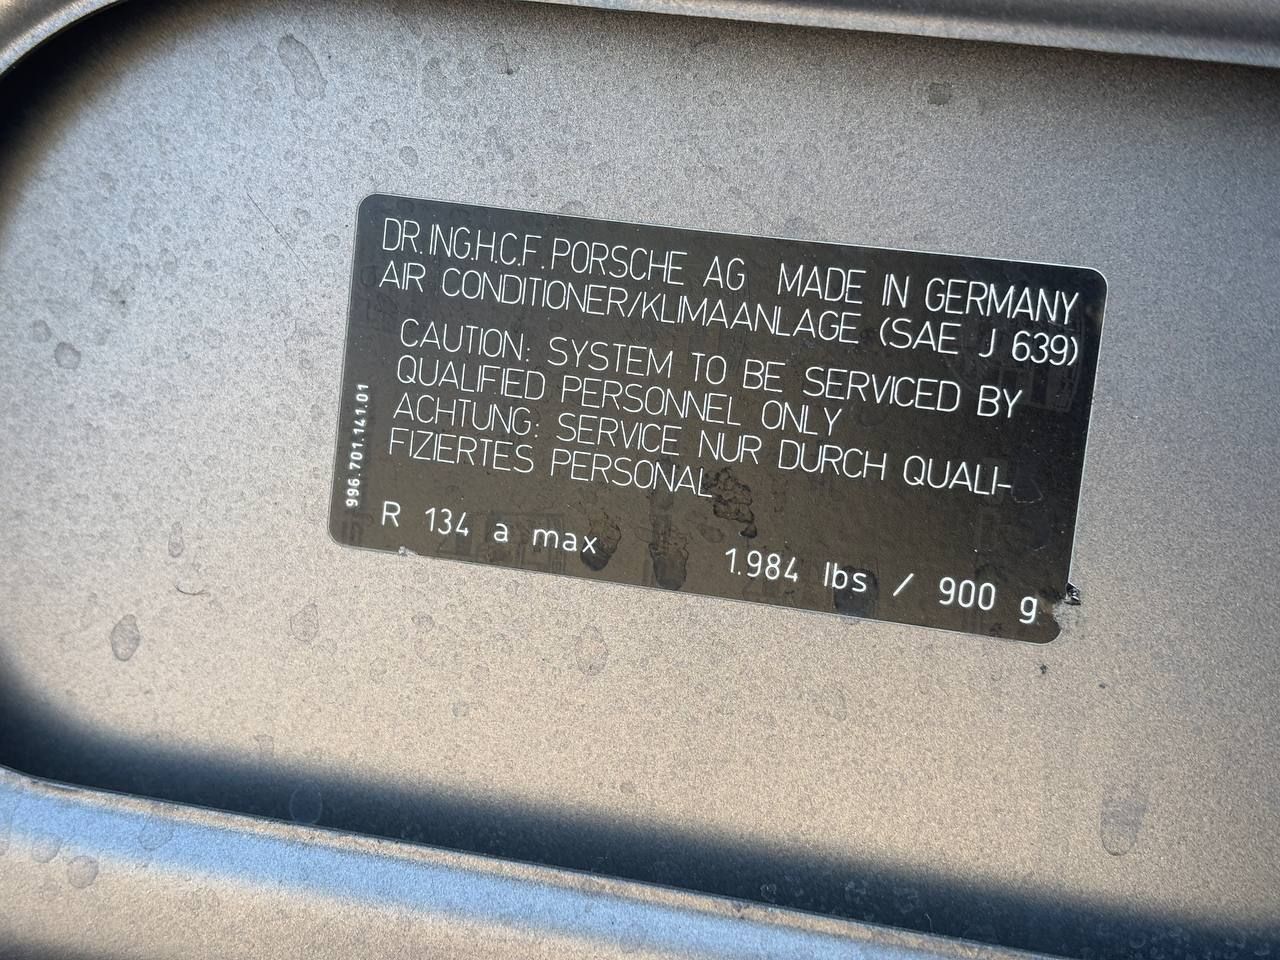 DR. ING.H.C.F. PORSCHE AG MADE IN GERMANY
AIR CONDITIONER/KLIMAANLAGE (SAE J 639)
CAUTION: SYSTEM TO BE SERVICED BY
QUALIFIED PERSONNEL ONLY
ACHTUNG: SERVICE NUR DURCH QUALI-
FIZIERTES PERSONAL
R 134 a max 1.984 lbs / 900 g
996.701.141.01